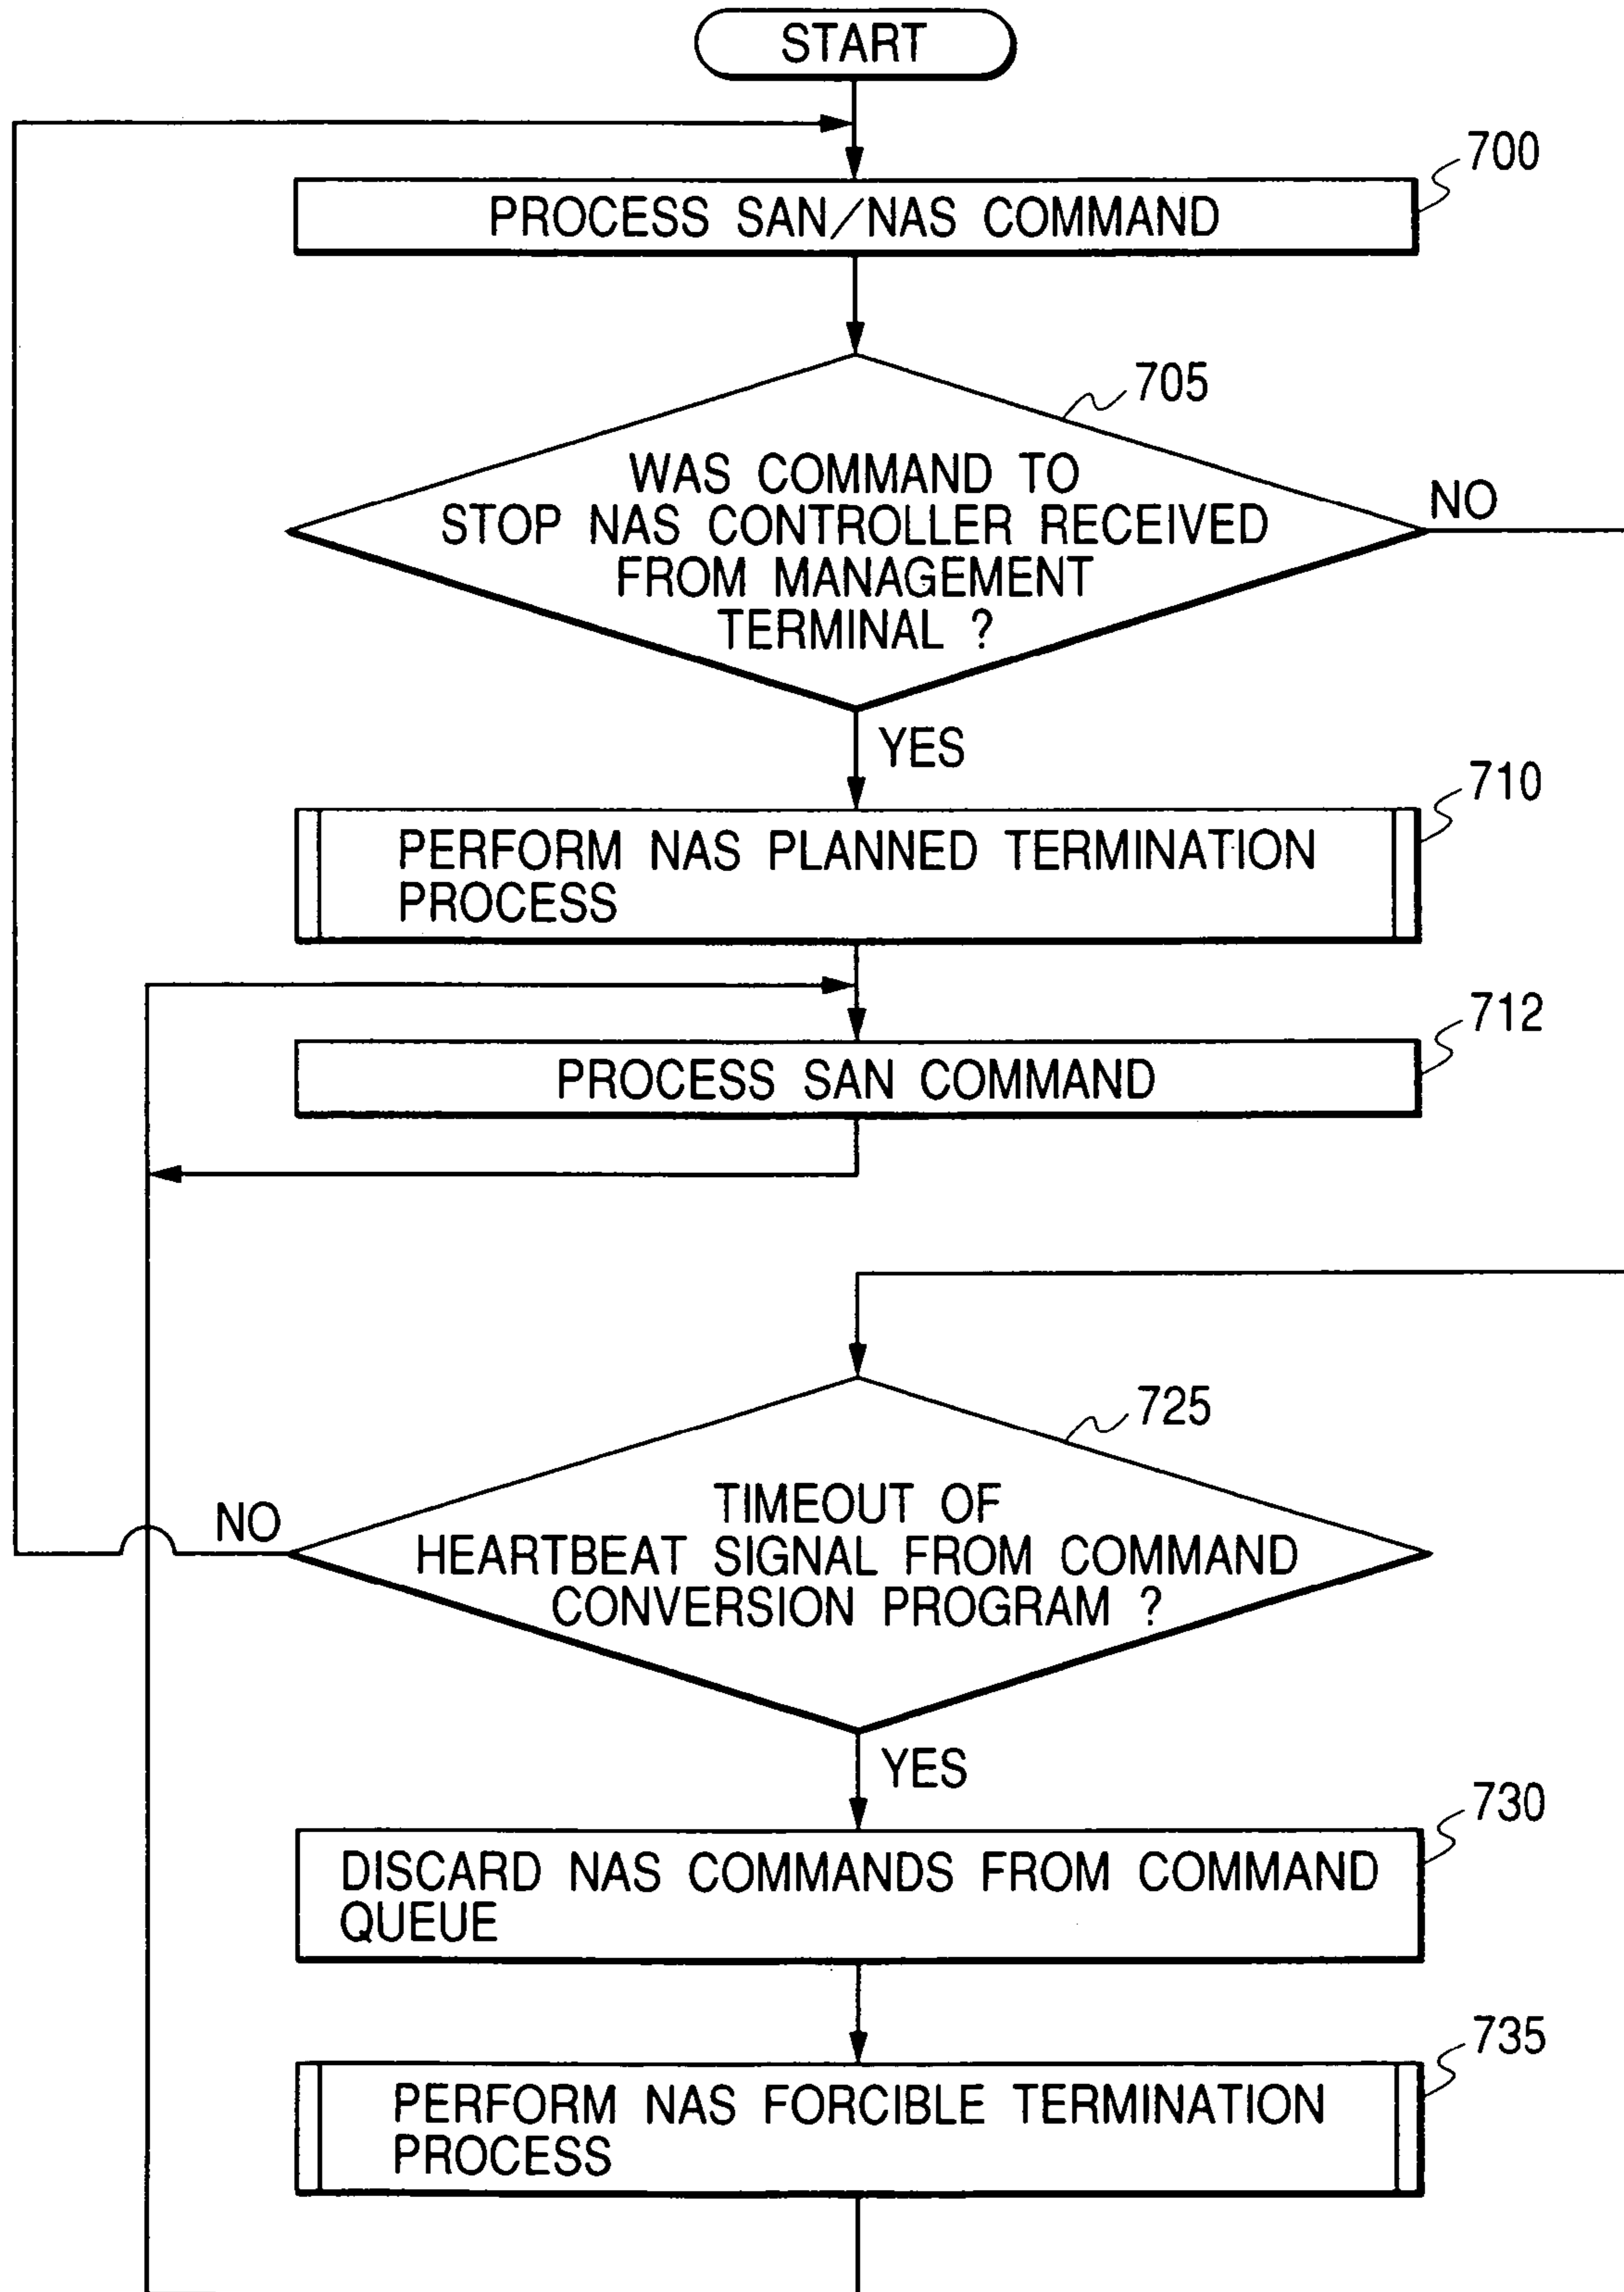 START
700
PROCESS SAN/NAS COMMAND
705
WAS COMMAND TO
STOP NAS CONTROLLER RECEIVED
FROM MANAGEMENT
TERMINAL ?
NO
YES
710
PERFORM NAS PLANNED TERMINATION
PROCESS
712
PROCESS SAN COMMAND
725
TIMEOUT OF
HEARTBEAT SIGNAL FROM COMMAND
CONVERSION PROGRAM ?
NO
YES
730
DISCARD NAS COMMANDS FROM COMMAND
QUEUE
735
PERFORM NAS FORCIBLE TERMINATION
PROCESS